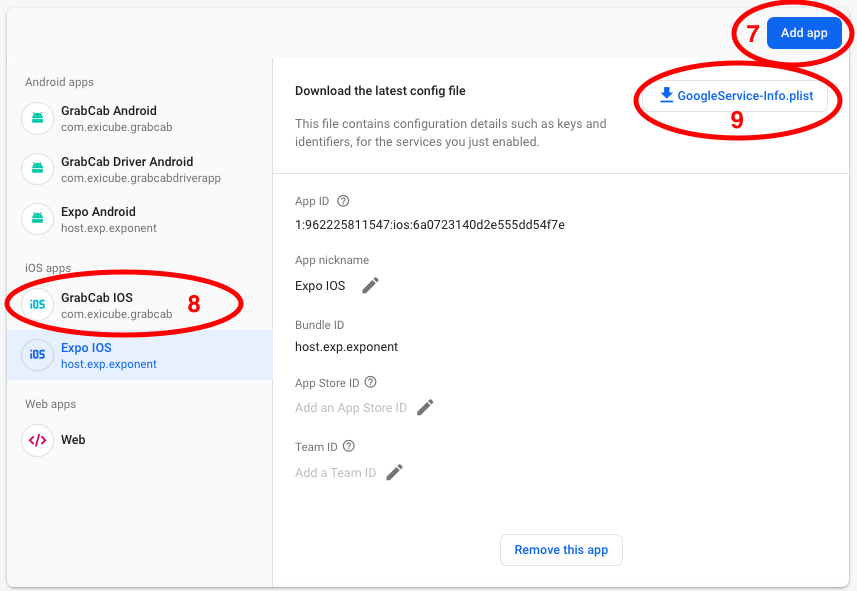 7
Add app
Android apps
GrabCab Android
com.exicube.grabcab
GrabCab Driver Android
com.exicube.grabcabdriverapp
Expo Android
host.exp.exponent
iOS apps
iOS
GrabCab IOS
com.exicube.grabcab
8
iOS
Expo IOS
host.exp.exponent
Web apps
</>
Web
Download the latest config file
GoogleService-Info.plist
9
This file contains configuration details such as keys and
identifiers, for the services you just enabled.
App ID ?
1:962225811547:ios:6a0723140d2e555dd54f7e
App nickname
Expo IOS
Bundle ID
host.exp.exponent
App Store ID ?
Add an App Store ID
Team ID ?
Add a Team ID
Remove this app